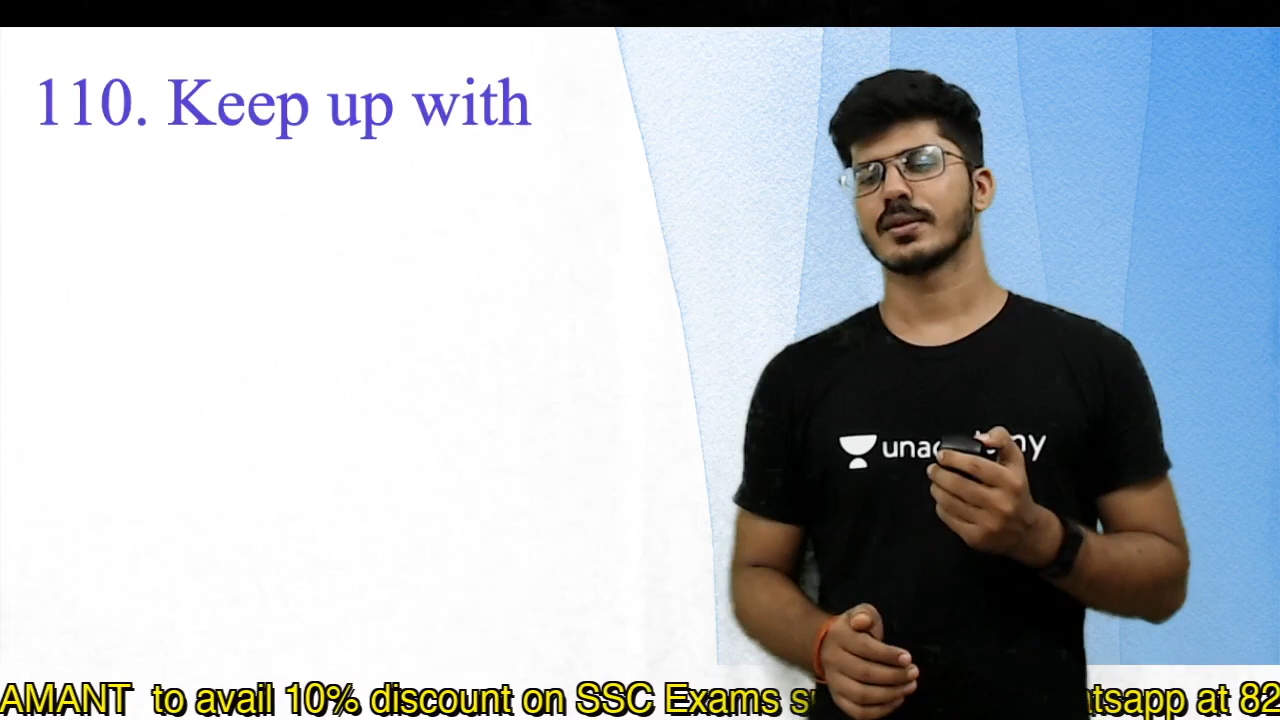 110. Keep up with
AMANT to avail 10% discount on SSC Exams atsapp at 82